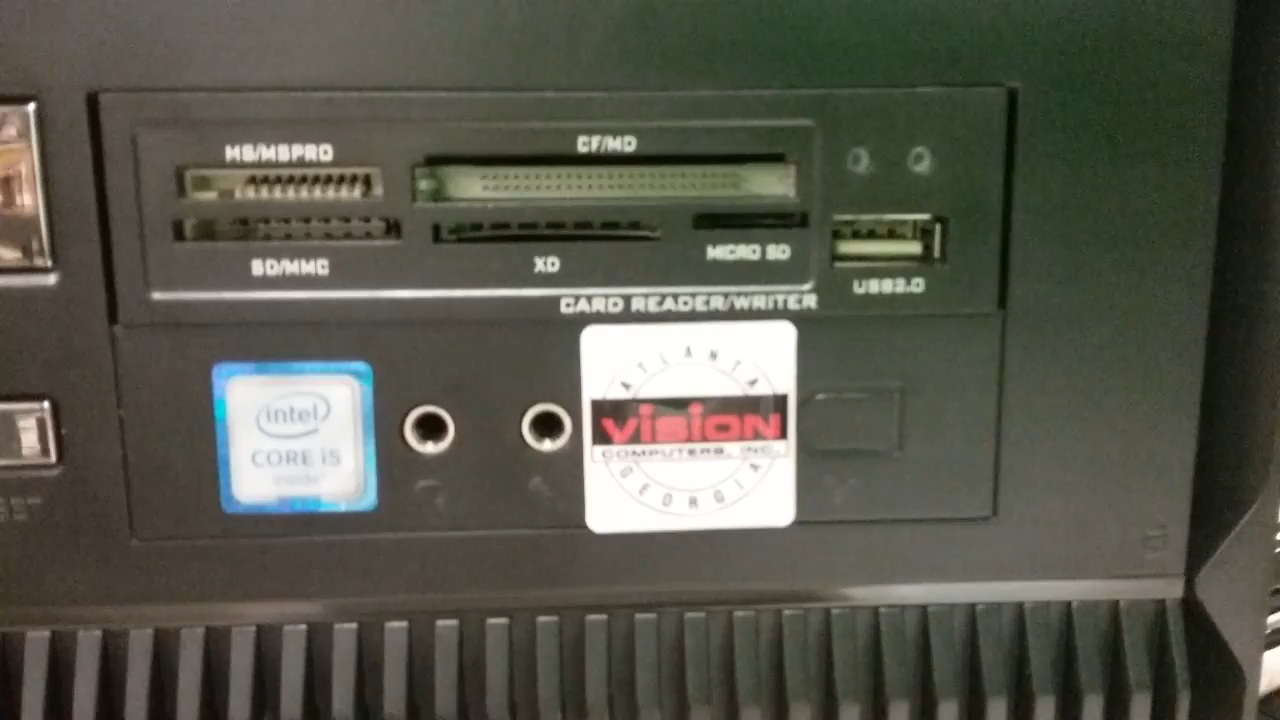 MS/MSPRO
CF/MD
SD/MMC
XD
MICRO SD
USB2.0
CARD READER/WRITER
intel
CORE i5
inside
ATLANTA
VISION
COMPUTERS, INC.
GEORGIA